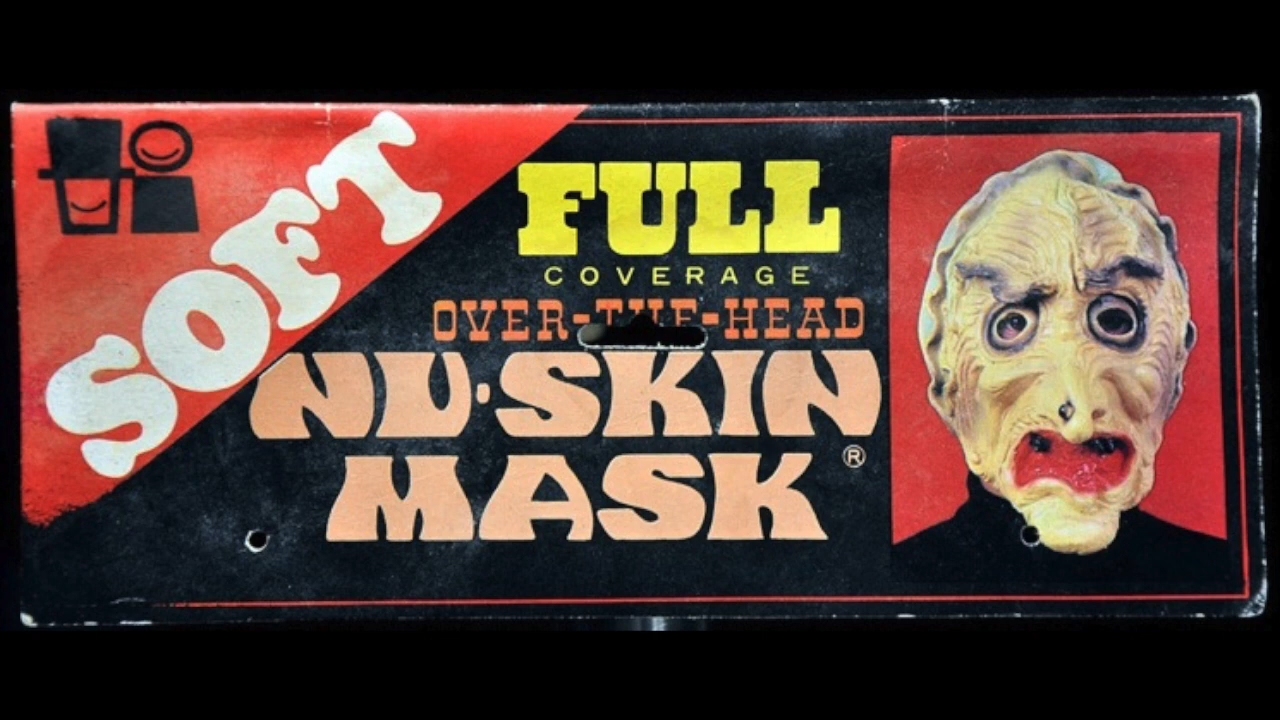 SOFT
FULL
COVERAGE
OVER-THE-HEAD
NU·SKIN
MASK ®